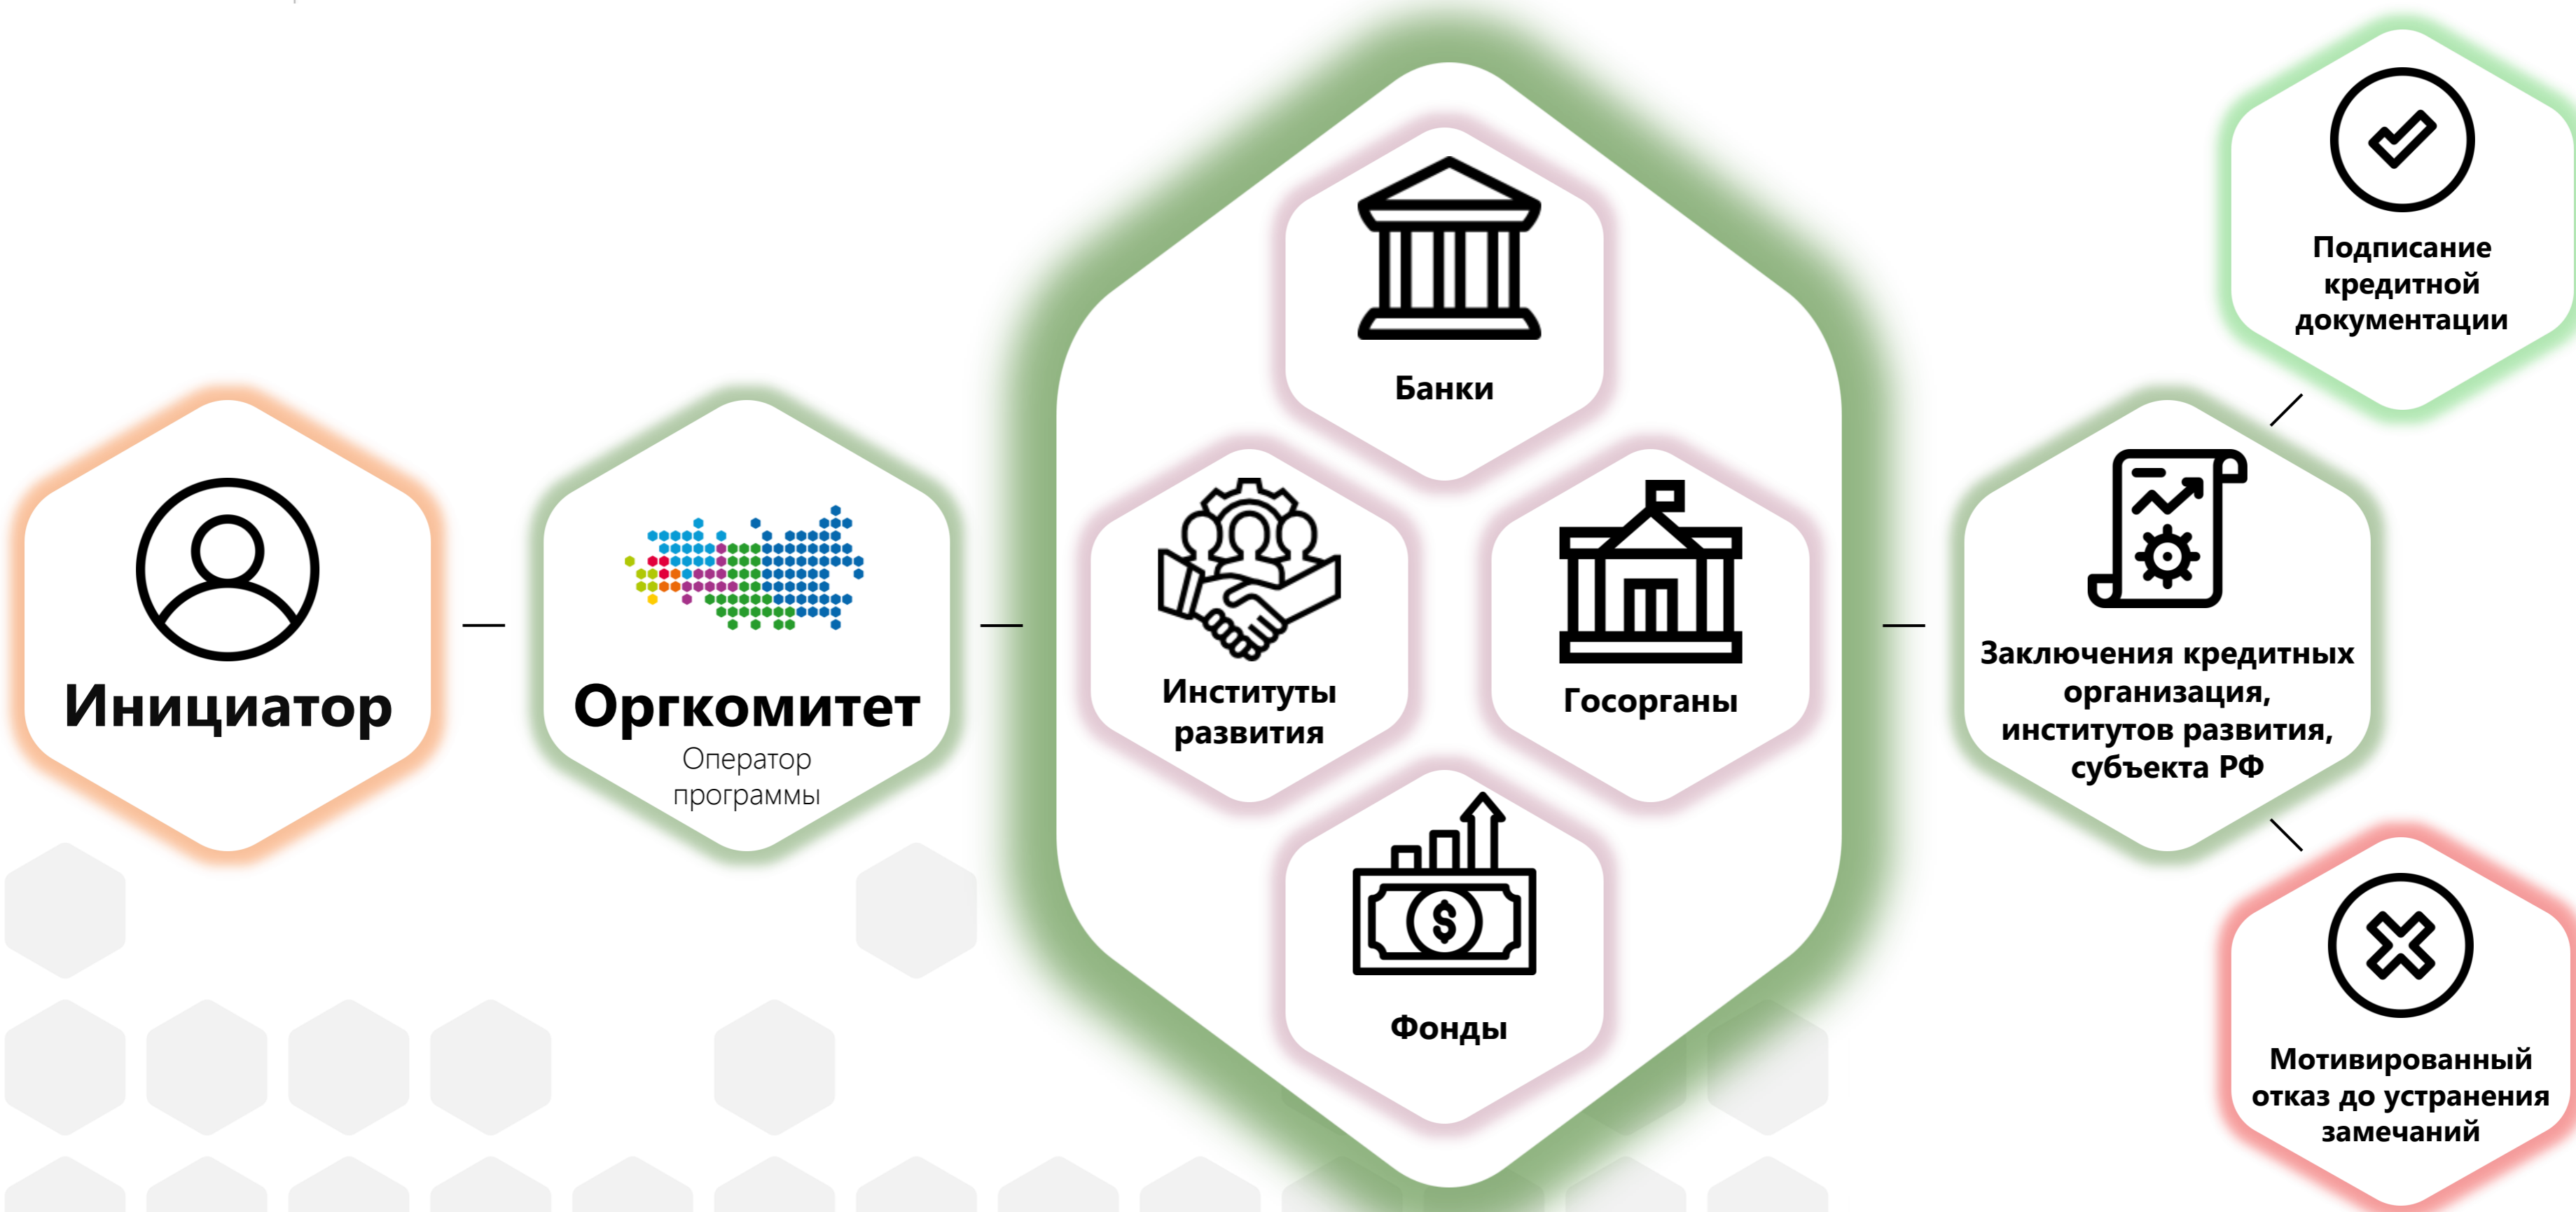 Инициатор
Оргкомитет
Оператор
программы
Банки
Институты
развития
Госорганы
Фонды
Заключения кредитных
организация,
институтов развития,
субъекта РФ
Подписание
кредитной
документации
Мотивированный
отказ до устранения
замечаний